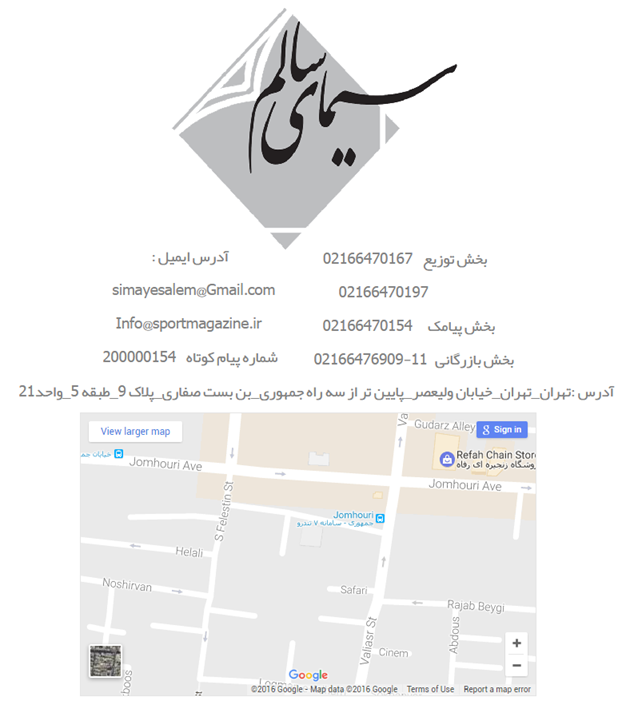 سیمای سالم
بخش توزیع 02166470167
آدرس ایمیل :
02166470197
simayesalem@Gmail.com
بخش پیامک 02166470154
Info@sportmagazine.ir
بخش بازرگانی 02166476909-11
شماره پیام کوتاه 200000154
آدرس :تهران_تهران_خیابان ولیعصر_پایین تر از سه راه جمهوری_بن بست صفاری_پلاک 9_طبقه 5_واحد21
View larger map
Gudarz Alley
Sign in
Refah Chain Store
فروشگاه زنجیره ای رفاه
Jomhouri Ave
Jomhouri Ave
S Felestin St
Jomhouri
جمهوری - سامانه ۷ تندرو
Helali
Noshirvan
Safari
Rajab Beygi
Valiasr St
Abdous
Cinem
Google
©2016 Google - Map data ©2016 Google
Terms of Use
Report a map error